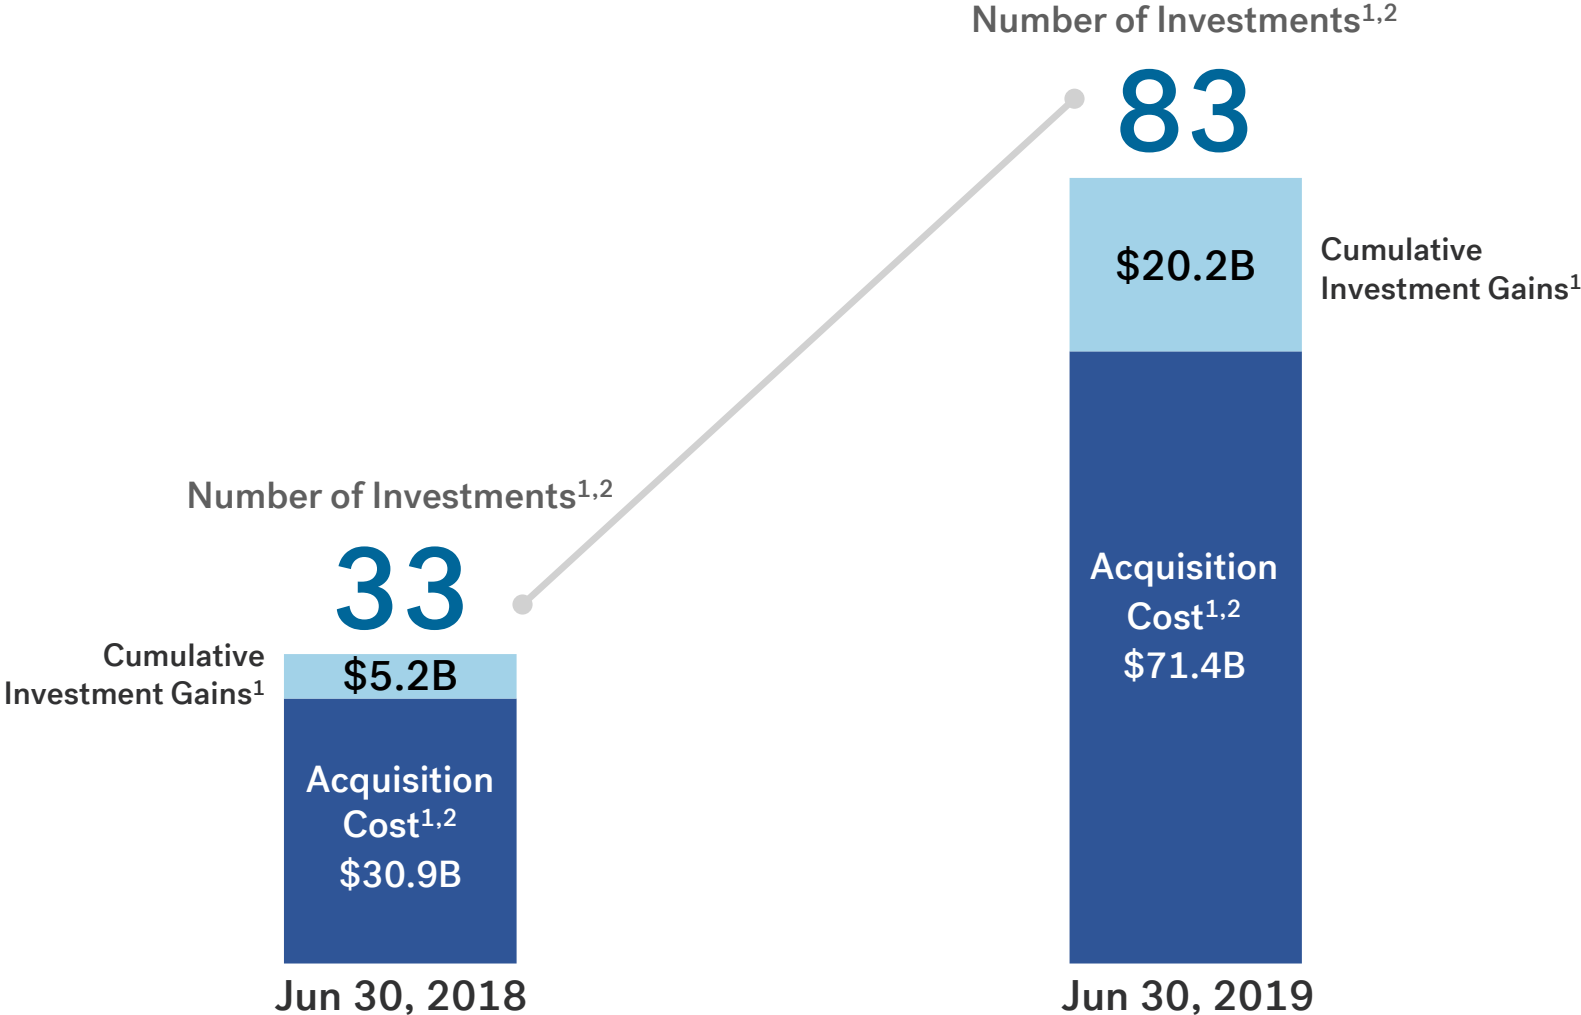 Number of Investments1,2
83
$20.2B
Cumulative
Investment Gains1
Acquisition
Cost1,2
$71.4B
Jun 30, 2019
Number of Investments1,2
33
Cumulative
Investment Gains1
$5.2B
Acquisition
Cost1,2
$30.9B
Jun 30, 2018